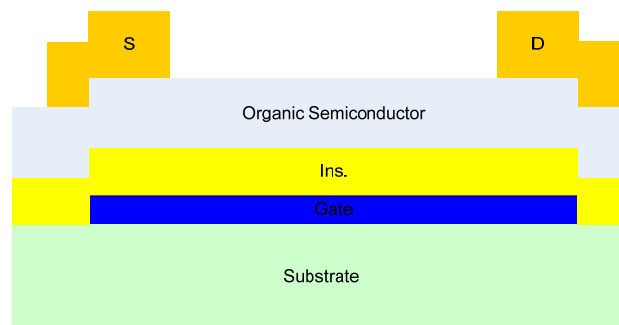 S
D
Organic Semiconductor
Ins.
Gate
Substrate